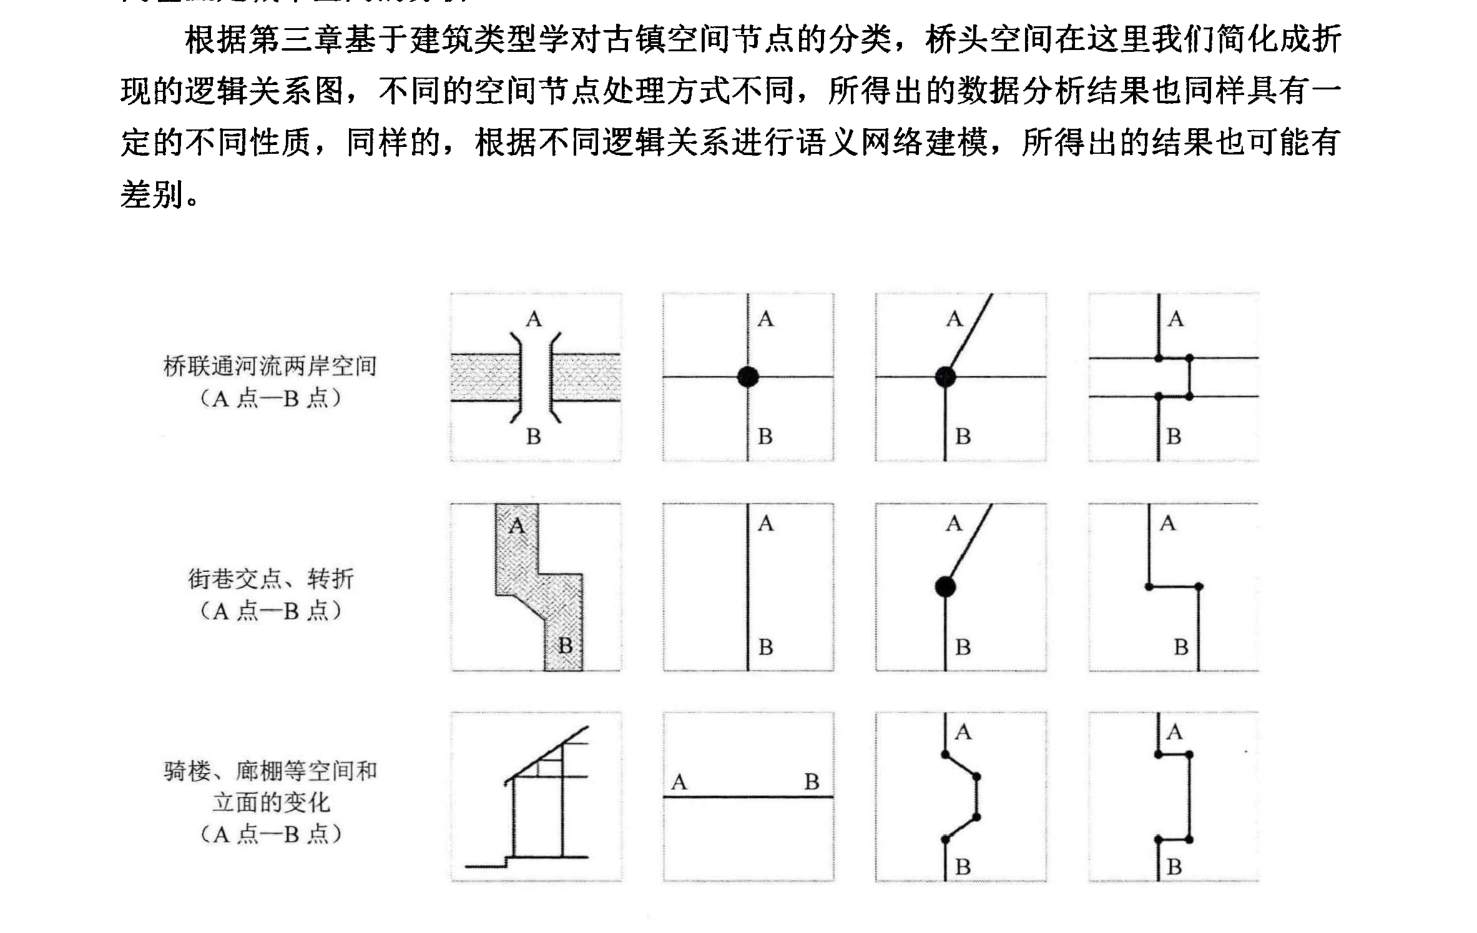 根据第三章基于建筑类型学对古镇空间节点的分类，桥头空间在这里我们简化成折
现的逻辑关系图，不同的空间节点处理方式不同，所得出的数据分析结果也同样具有一
定的不同性质，同样的，根据不同逻辑关系进行语义网络建模，所得出的结果也可能有
差别。
A
A
A
A
桥联通河流两岸空间
（A 点—B 点）
B
B
B
B
A
A
A
A
街巷交点、转折
（A 点—B 点）
B
B
B
B
A
A
骑楼、廊棚等空间和
A
B
立面的变化
（A 点—B 点）
B
B